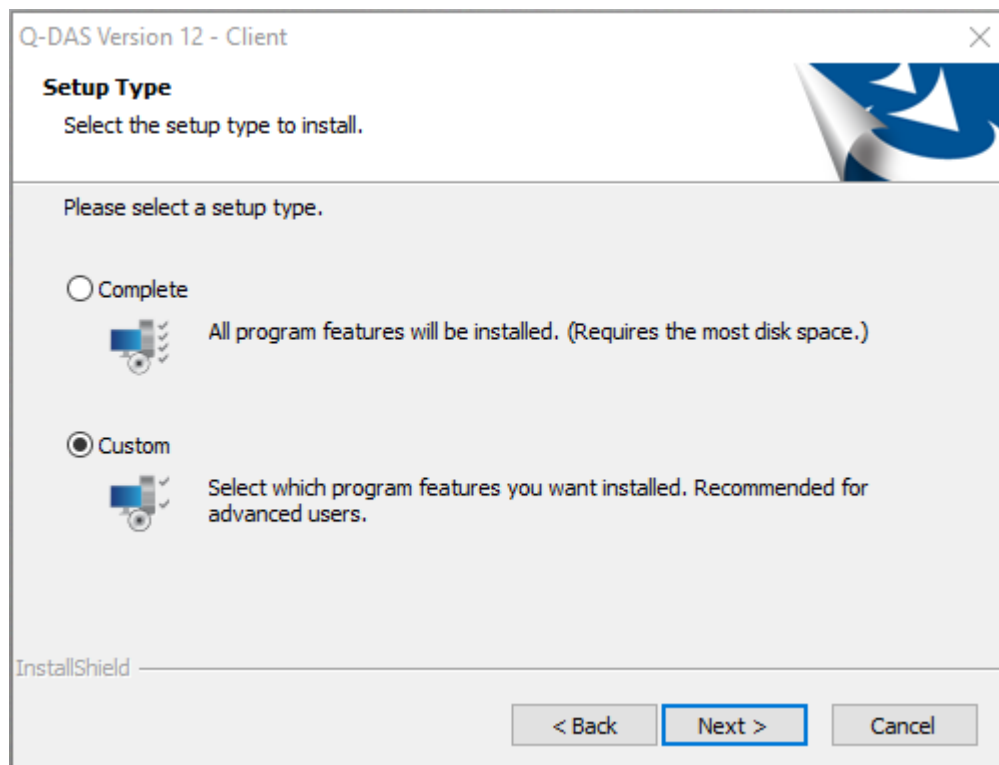 Q-DAS Version 12 - Client
Setup Type
Select the setup type to install.
Please select a setup type.
Complete
All program features will be installed. (Requires the most disk space.)
Custom
Select which program features you want installed. Recommended for
advanced users.
InstallShield
< Back
Next >
Cancel